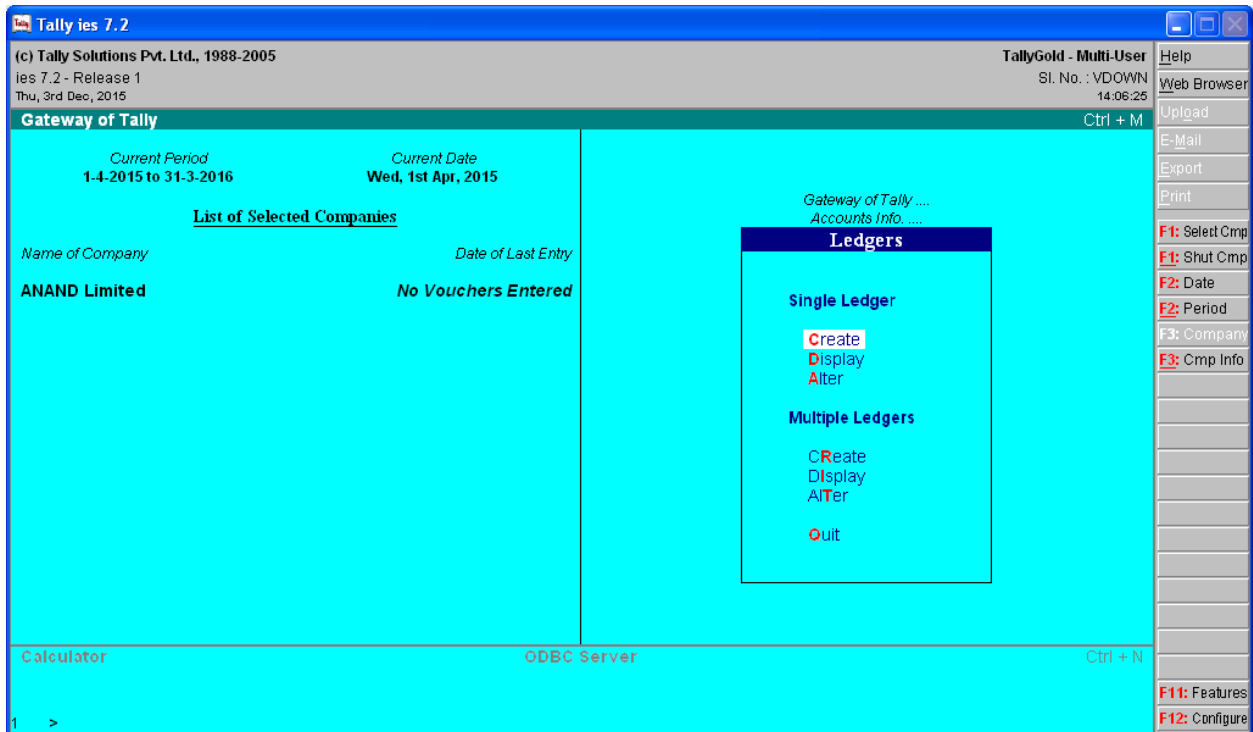 Tally ies 7.2
(c) Tally Solutions Pvt. Ltd., 1988-2005
TallyGold - Multi-User
ies 7.2 - Release 1
Sl. No. : VDOWN
Thu, 3rd Dec, 2015
14:06:25
Gateway of Tally
Ctrl + M
Current Period
Current Date
1-4-2015 to 31-3-2016
Wed, 1st Apr, 2015
List of Selected Companies
Name of Company
Date of Last Entry
ANAND Limited
No Vouchers Entered
Gateway of Tally ....
Accounts Info. ....
Ledgers
Single Ledger
Create
Display
Alter
Multiple Ledgers
CReate
DIsplay
AlTer
Quit
Calculator
ODBC Server
Ctrl + N
1 >
Help
Web Browser
Upload
E-Mail
Export
Print
F1: Select Cmp
F1: Shut Cmp
F2: Date
F2: Period
F3: Company
F3: Cmp Info
F11: Features
F12: Configure